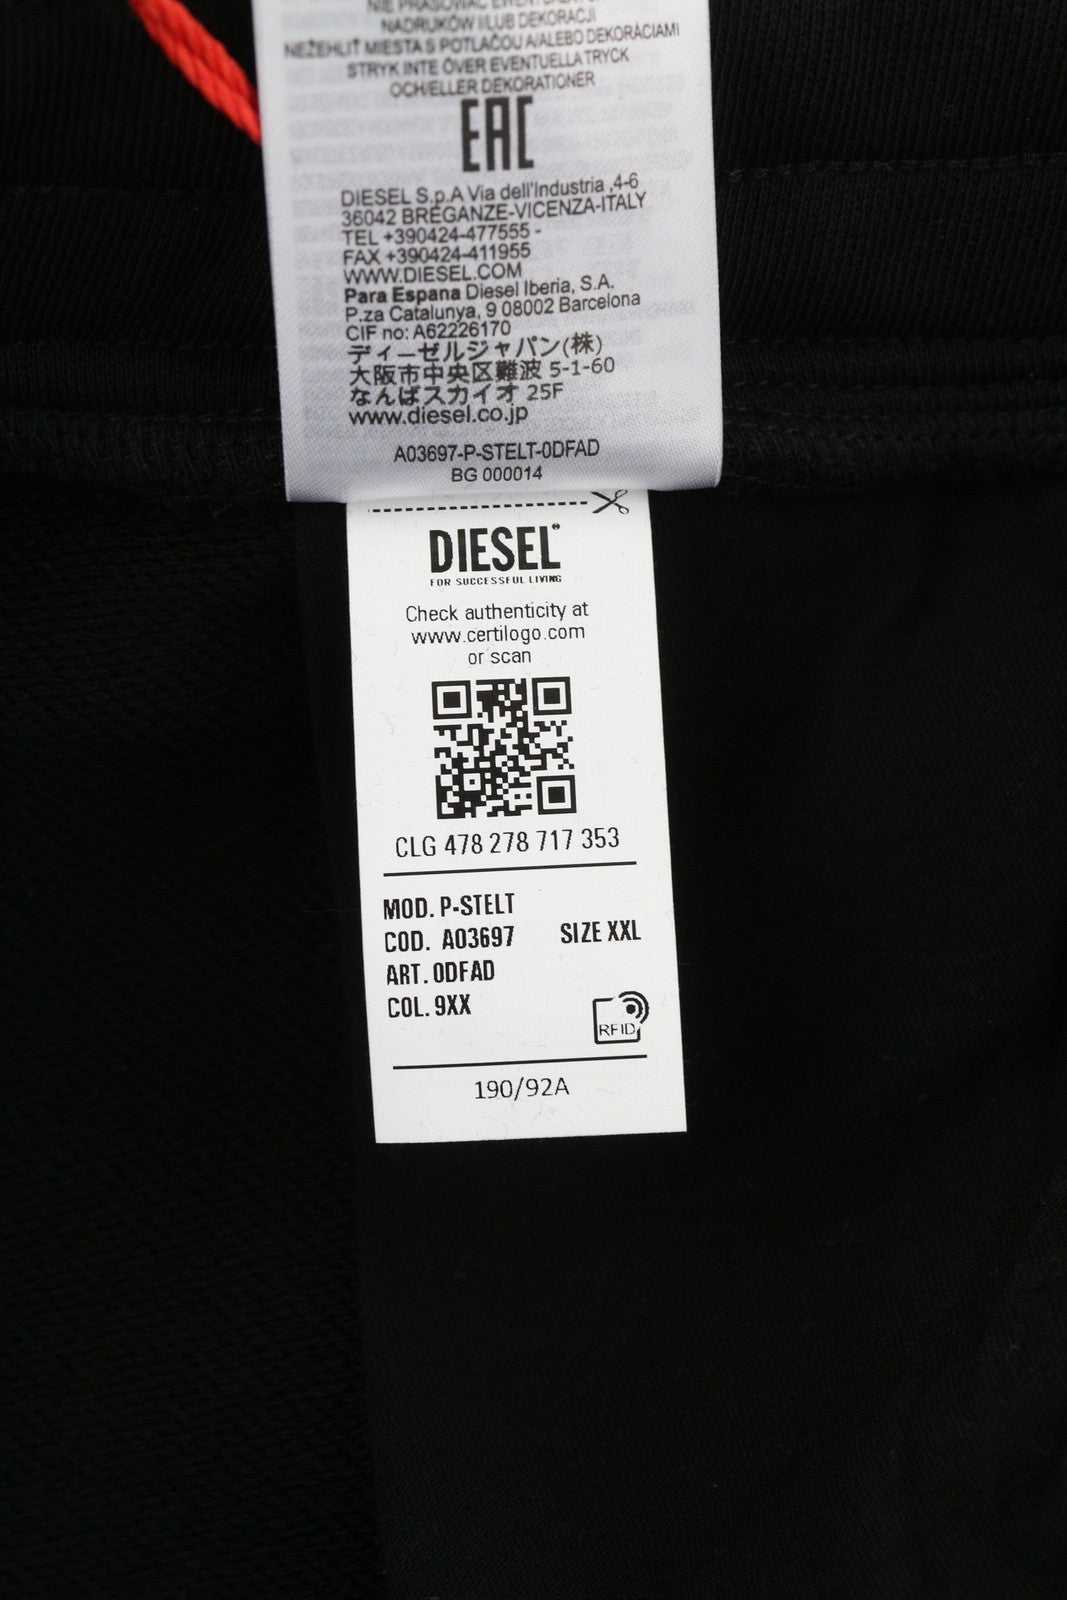 NIE PRASOWAĆ EWENTUALNYCH
NADRUKÓW I/LUB DEKORACJI
NEŽEHLIŤ MIESTA S POTLAČOU A/ALEBO DEKORÁCIAMI
STRYK INTE ÖVER EVENTUELLA TRYCK
OCH/ELLER DEKORATIONER
EAC
DIESEL S.p.A Via dell'Industria ,4-6
36042 BREGANZE-VICENZA-ITALY
TEL +390424-477555 -
FAX +390424-411955
WWW.DIESEL.COM
Para Espana Diesel Iberia, S.A.
P.za Catalunya, 9 08002 Barcelona
CIF no: A62226170
ディーゼルジャパン(株)
大阪市中央区難波 5-1-60
なんばスカイオ 25F
www.diesel.co.jp
A03697-P-STELT-0DFAD
BG 000014
DIESEL®
FOR SUCCESSFUL LIVING
Check authenticity at
www.certilogo.com
or scan
CLG 478 278 717 353
MOD. P-STELT
COD. A03697 SIZE XXL
ART. 0DFAD
COL. 9XX
RFID
190/92A